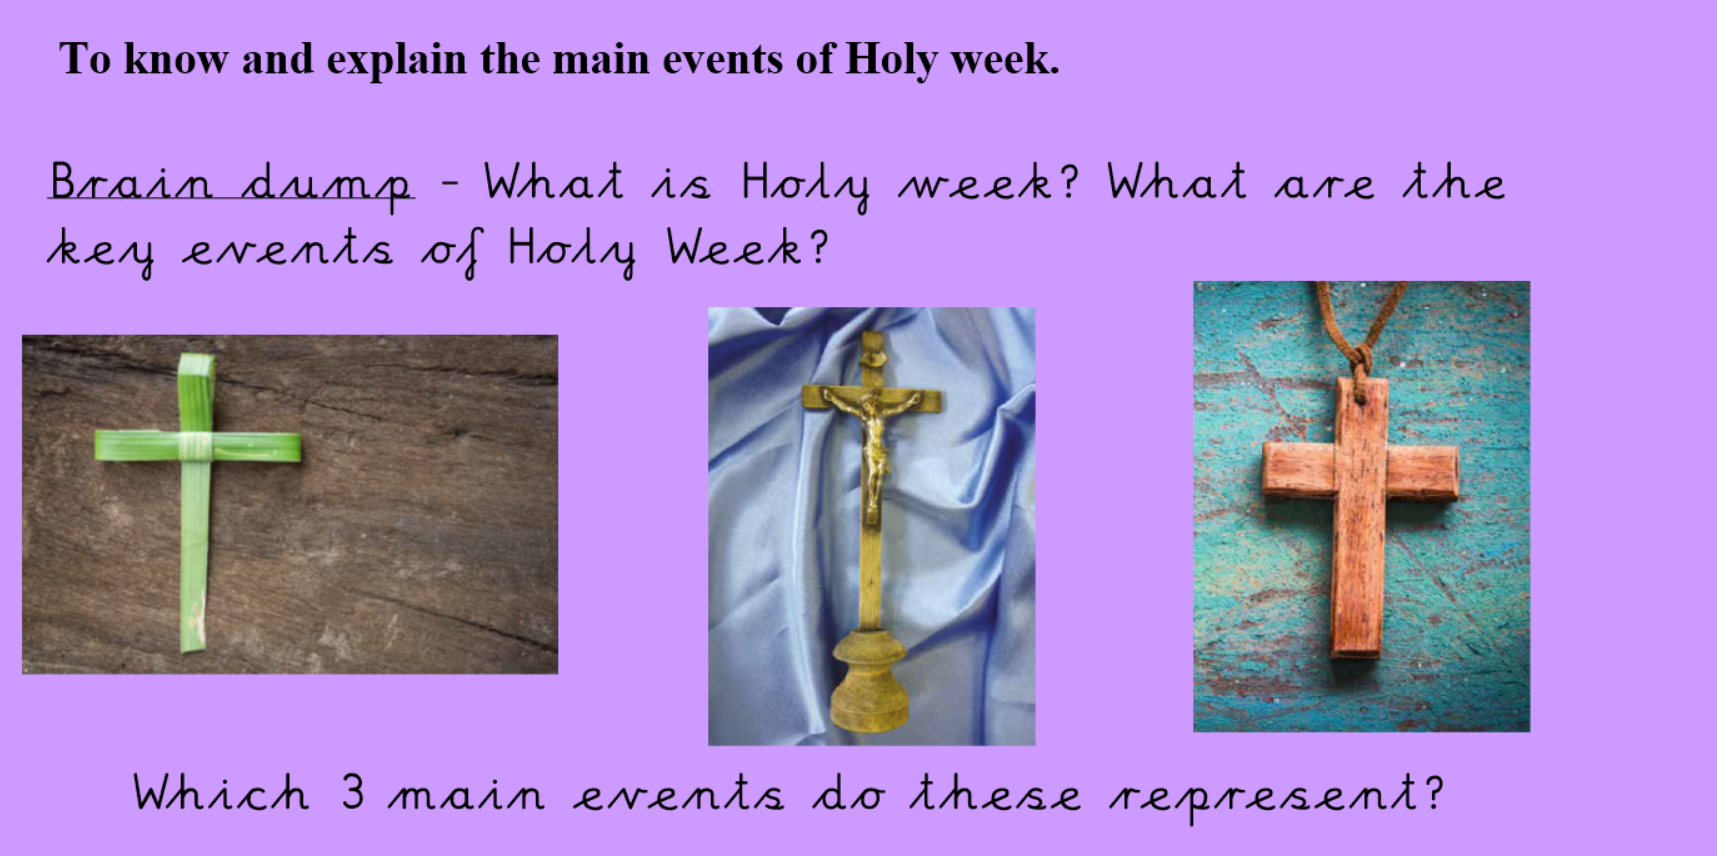 To know and explain the main events of Holy week.
Brain dump - What is Holy week? What are the
key events of Holy Week?
Which 3 main events do these represent?